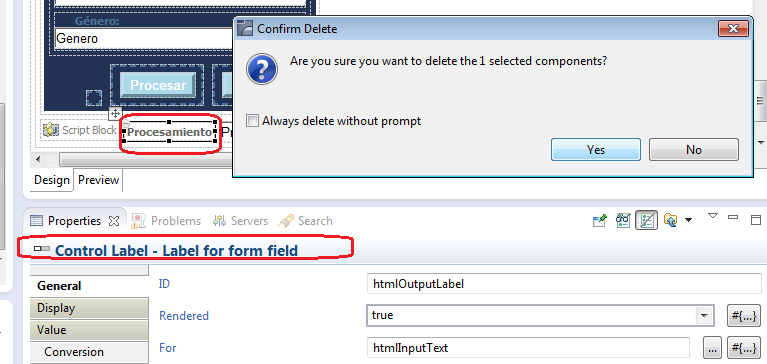 Género:
Genero
Procesar
Script Block
Procesamiento
Confirm Delete
Are you sure you want to delete the 1 selected components?
Always delete without prompt
Yes
No
Design
Preview
Properties
Problems
Servers
Search
Control Label - Label for form field
General
Display
Value
Conversion
ID
htmlOutputLabel
Rendered
true
#{...}
For
htmlInputText
...
#{...}